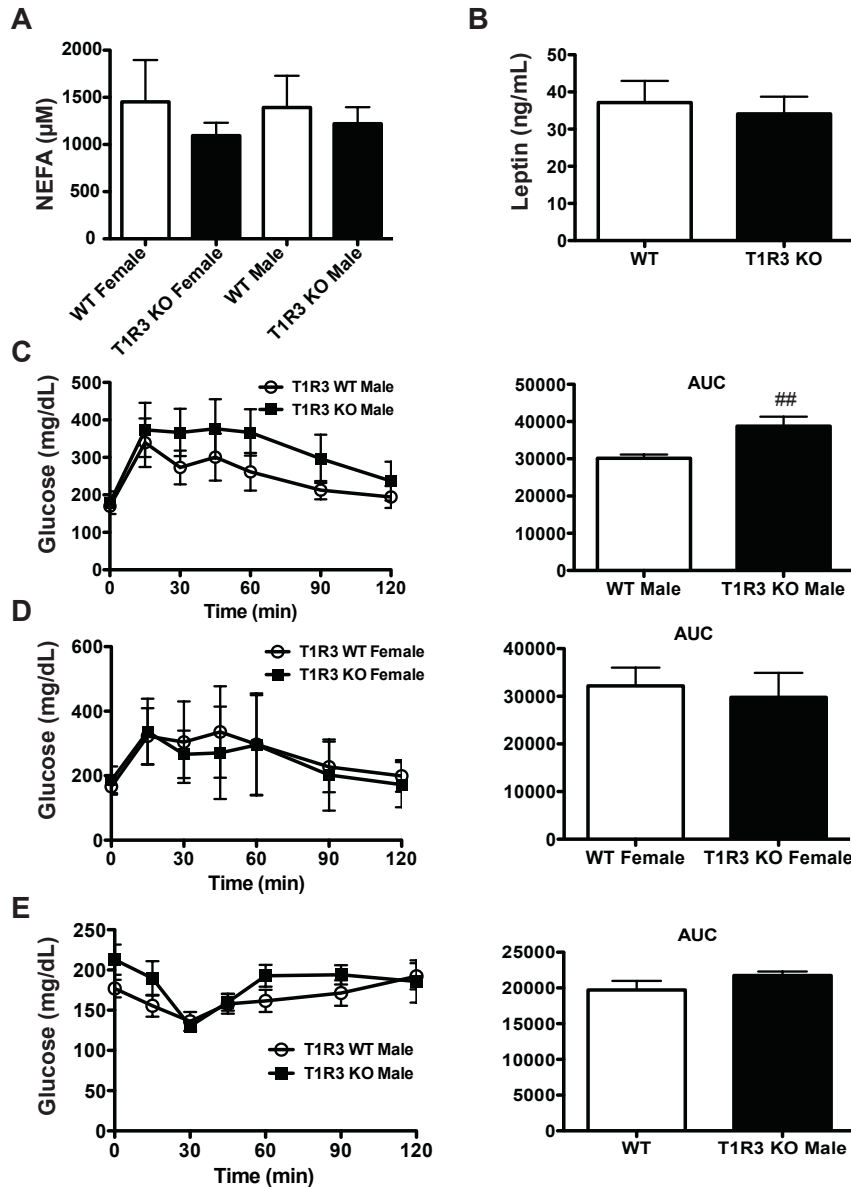 A
NEFA (µM)
2000
1500
1000
500
0
WT Female
T1R3 KO Female
WT Male
T1R3 KO Male
B
Leptin (ng/mL)
50
40
30
20
10
0
WT
T1R3 KO
C
Glucose (mg/dL)
500
400
300
200
100
0
T1R3 WT Male
T1R3 KO Male
0 30 60 90 120
Time (min)
AUC
##
50000
40000
30000
20000
10000
0
WT Male T1R3 KO Male
D
Glucose (mg/dL)
600
400
200
0
T1R3 WT Female
T1R3 KO Female
0 30 60 90 120
Time (min)
AUC
40000
30000
20000
10000
0
WT Female T1R3 KO Female
E
Glucose (mg/dL)
250
200
150
100
50
0
T1R3 WT Male
T1R3 KO Male
0 30 60 90 120
Time (min)
AUC
25000
20000
15000
10000
5000
0
WT T1R3 KO Male